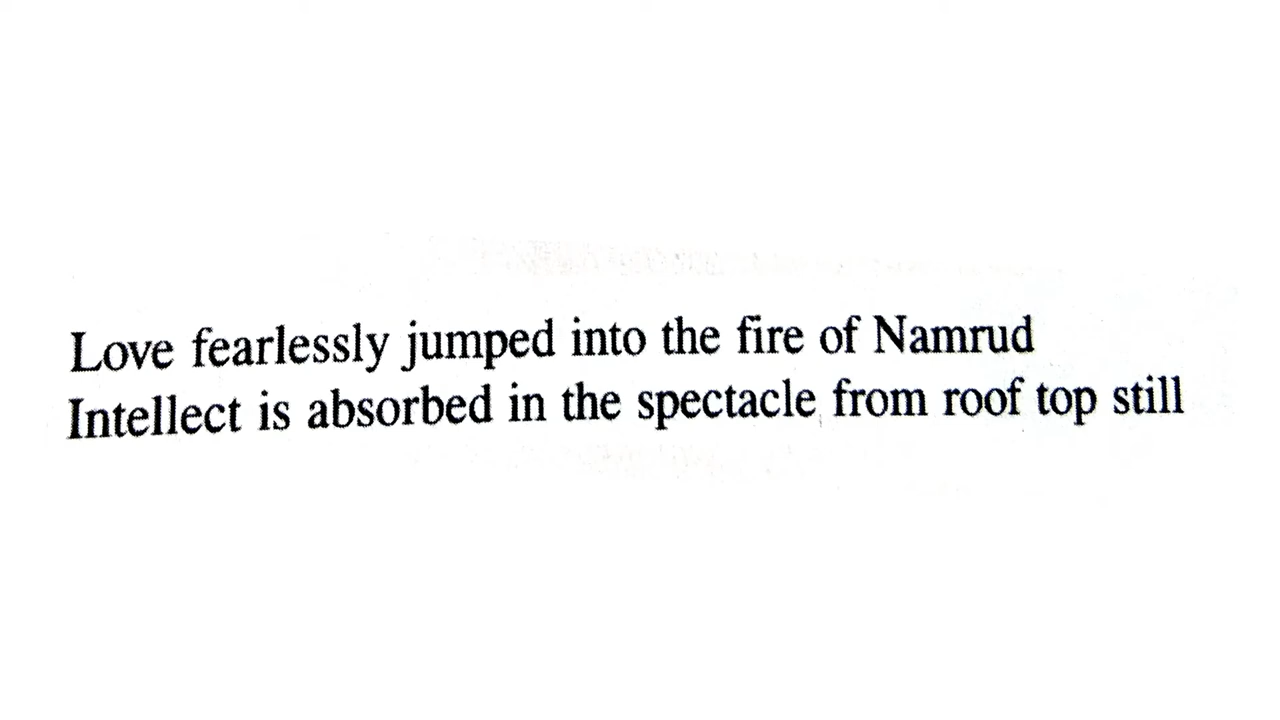 Love fearlessly jumped into the fire of Namrud
Intellect is absorbed in the spectacle from roof top still